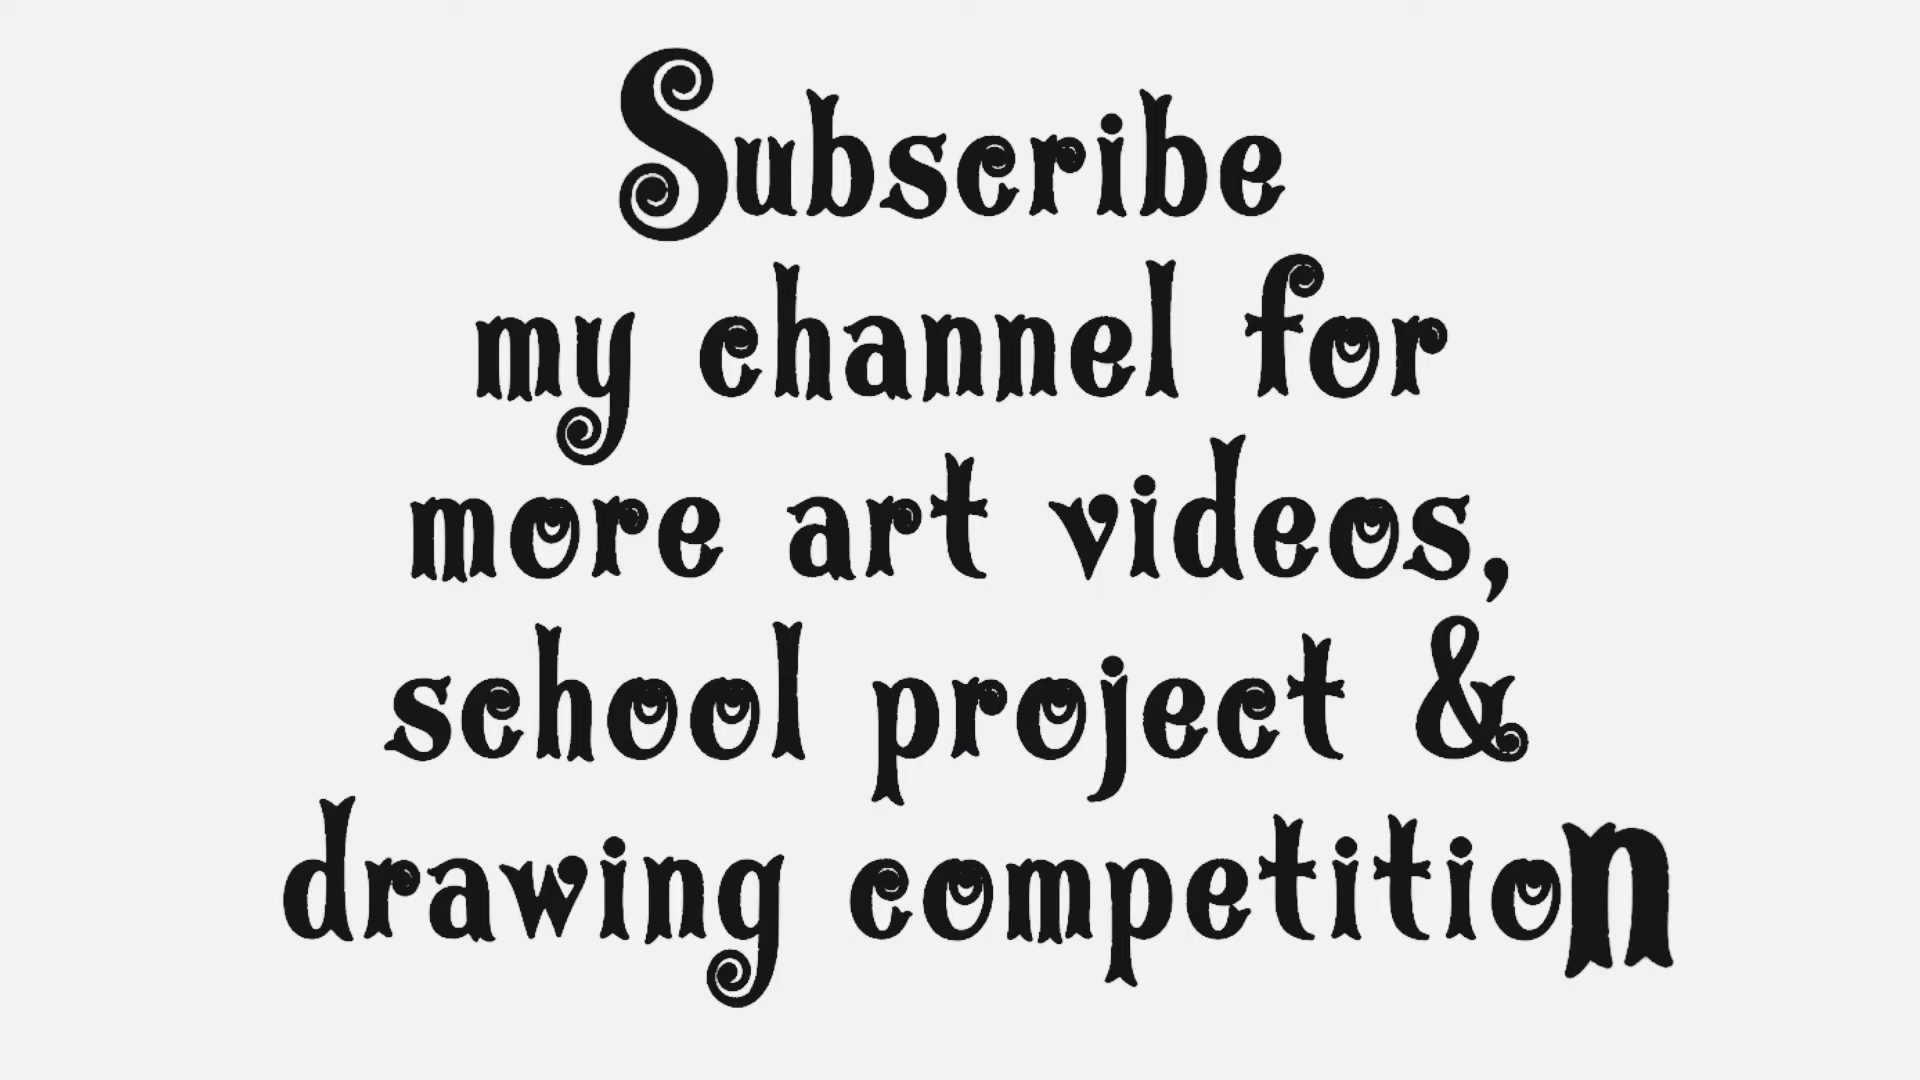 Subscribe
my channel for
more art videos,
school project &
drawing competition